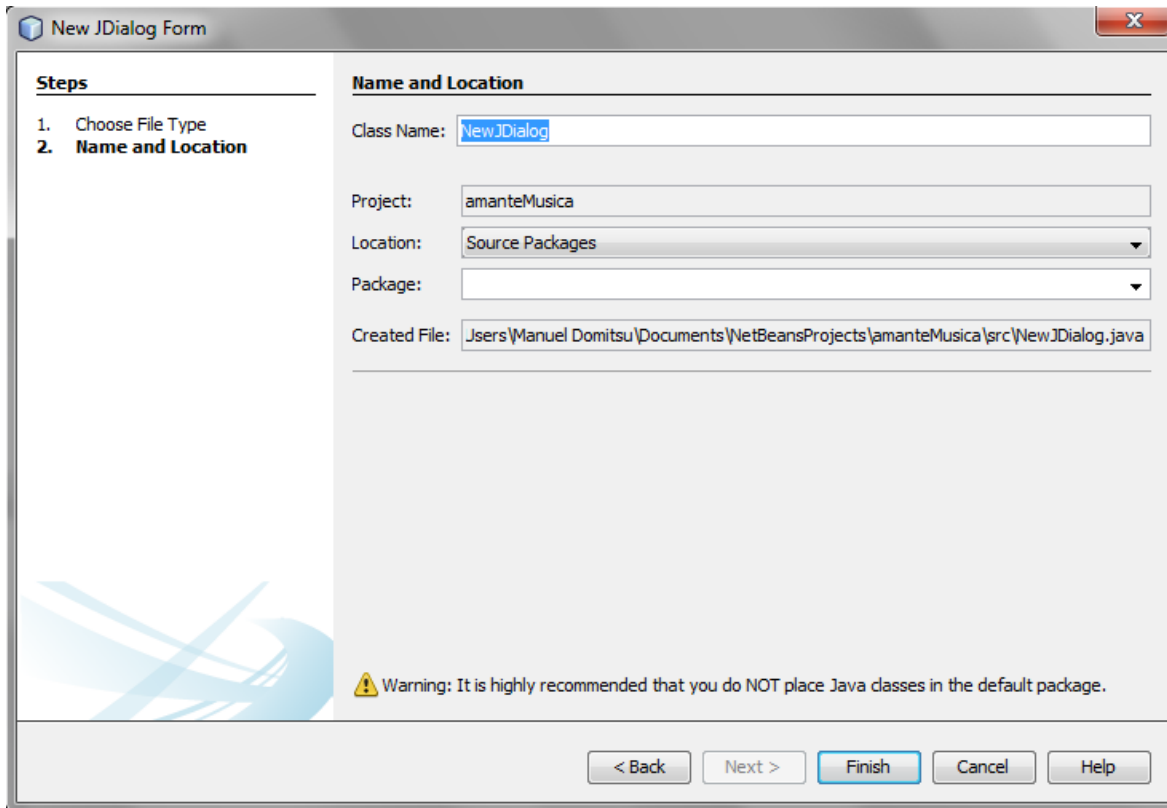 New JDialog Form
Steps
1. Choose File Type
2. Name and Location
Name and Location
Class Name: NewJDialog
Project: amanteMusica
Location: Source Packages
Package:
Created File: Jsers\Manuel Domitsu\Documents\NetBeansProjects\amanteMusica\src\NewJDialog.java
Warning: It is highly recommended that you do NOT place Java classes in the default package.
< Back Next > Finish Cancel Help